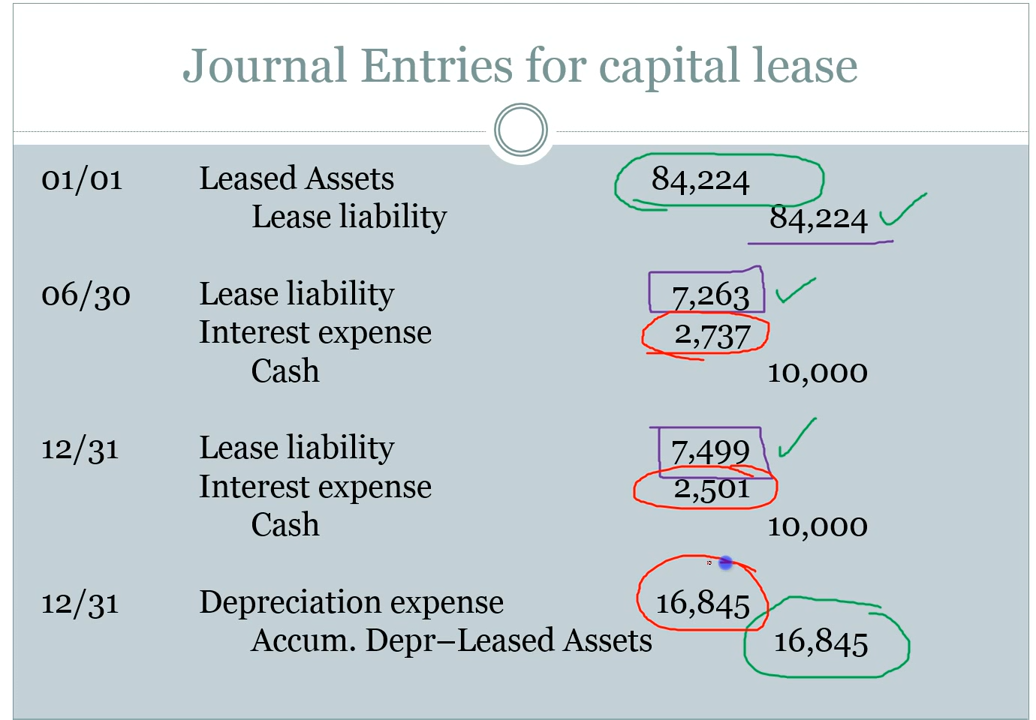 Journal Entries for capital lease
01/01 Leased Assets 84,224
Lease liability 84,224
06/30 Lease liability 7,263
Interest expense 2,737
Cash 10,000
12/31 Lease liability 7,499
Interest expense 2,501
Cash 10,000
12/31 Depreciation expense 16,845
Accum. Depr–Leased Assets 16,845